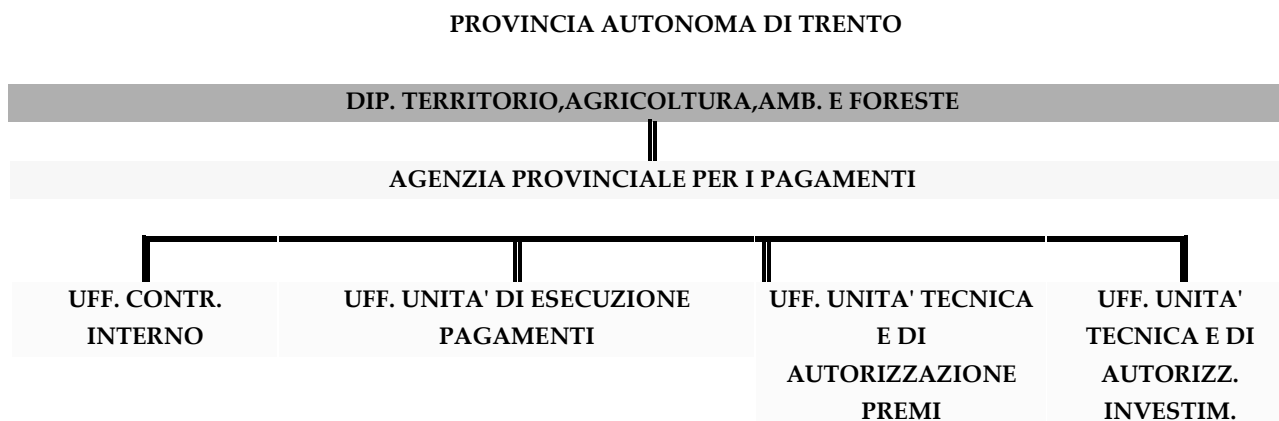 PROVINCIA AUTONOMA DI TRENTO
DIP. TERRITORIO,AGRICOLTURA,AMB. E FORESTE
AGENZIA PROVINCIALE PER I PAGAMENTI
UFF. CONTR.
INTERNO
UFF. UNITA' DI ESECUZIONE
PAGAMENTI
UFF. UNITA' TECNICA
E DI
AUTORIZZAZIONE
PREMI
UFF. UNITA'
TECNICA E DI
AUTORIZZ.
INVESTIM.